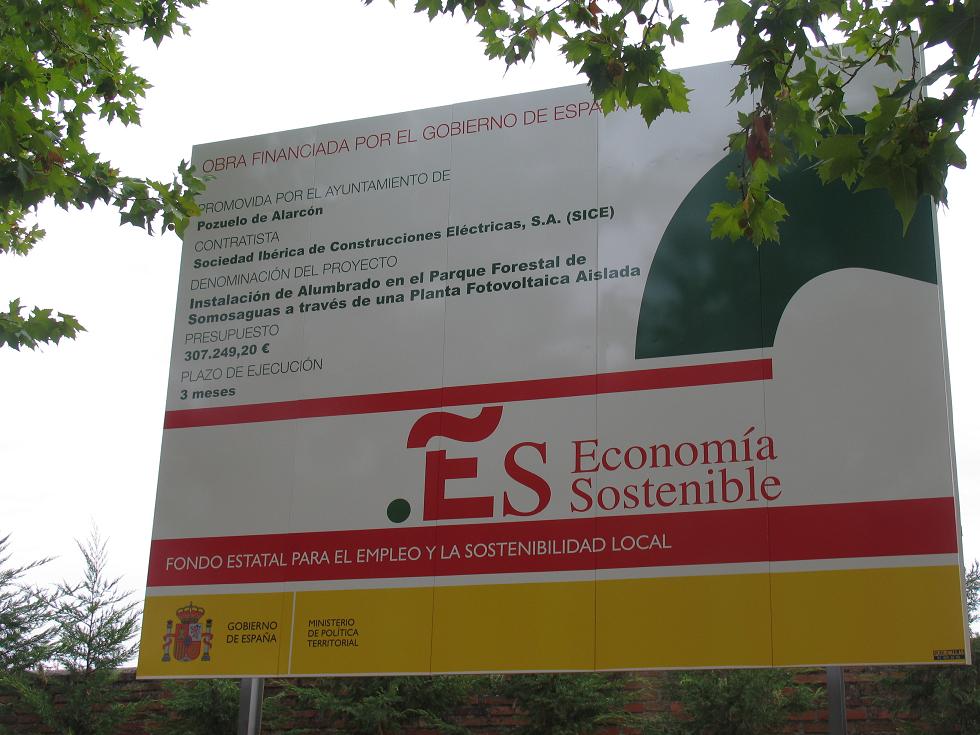 OBRA FINANCIADA POR EL GOBIERNO DE ESPA
PROMOVIDA POR EL AYUNTAMIENTO DE
Pozuelo de Alarcón
CONTRATISTA
Sociedad Ibérica de Construcciones Eléctricas, S.A. (SICE)
DENOMINACIÓN DEL PROYECTO
Instalación de Alumbrado en el Parque Forestal de
Somosaguas a través de una Planta Fotovoltaica Aislada
PRESUPUESTO
307.249,20 €
PLAZO DE EJECUCIÓN
3 meses
.ES Economía
Sostenible
FONDO ESTATAL PARA EL EMPLEO Y LA SOSTENIBILIDAD LOCAL
GOBIERNO
DE ESPAÑA
MINISTERIO
DE POLÍTICA
TERRITORIAL